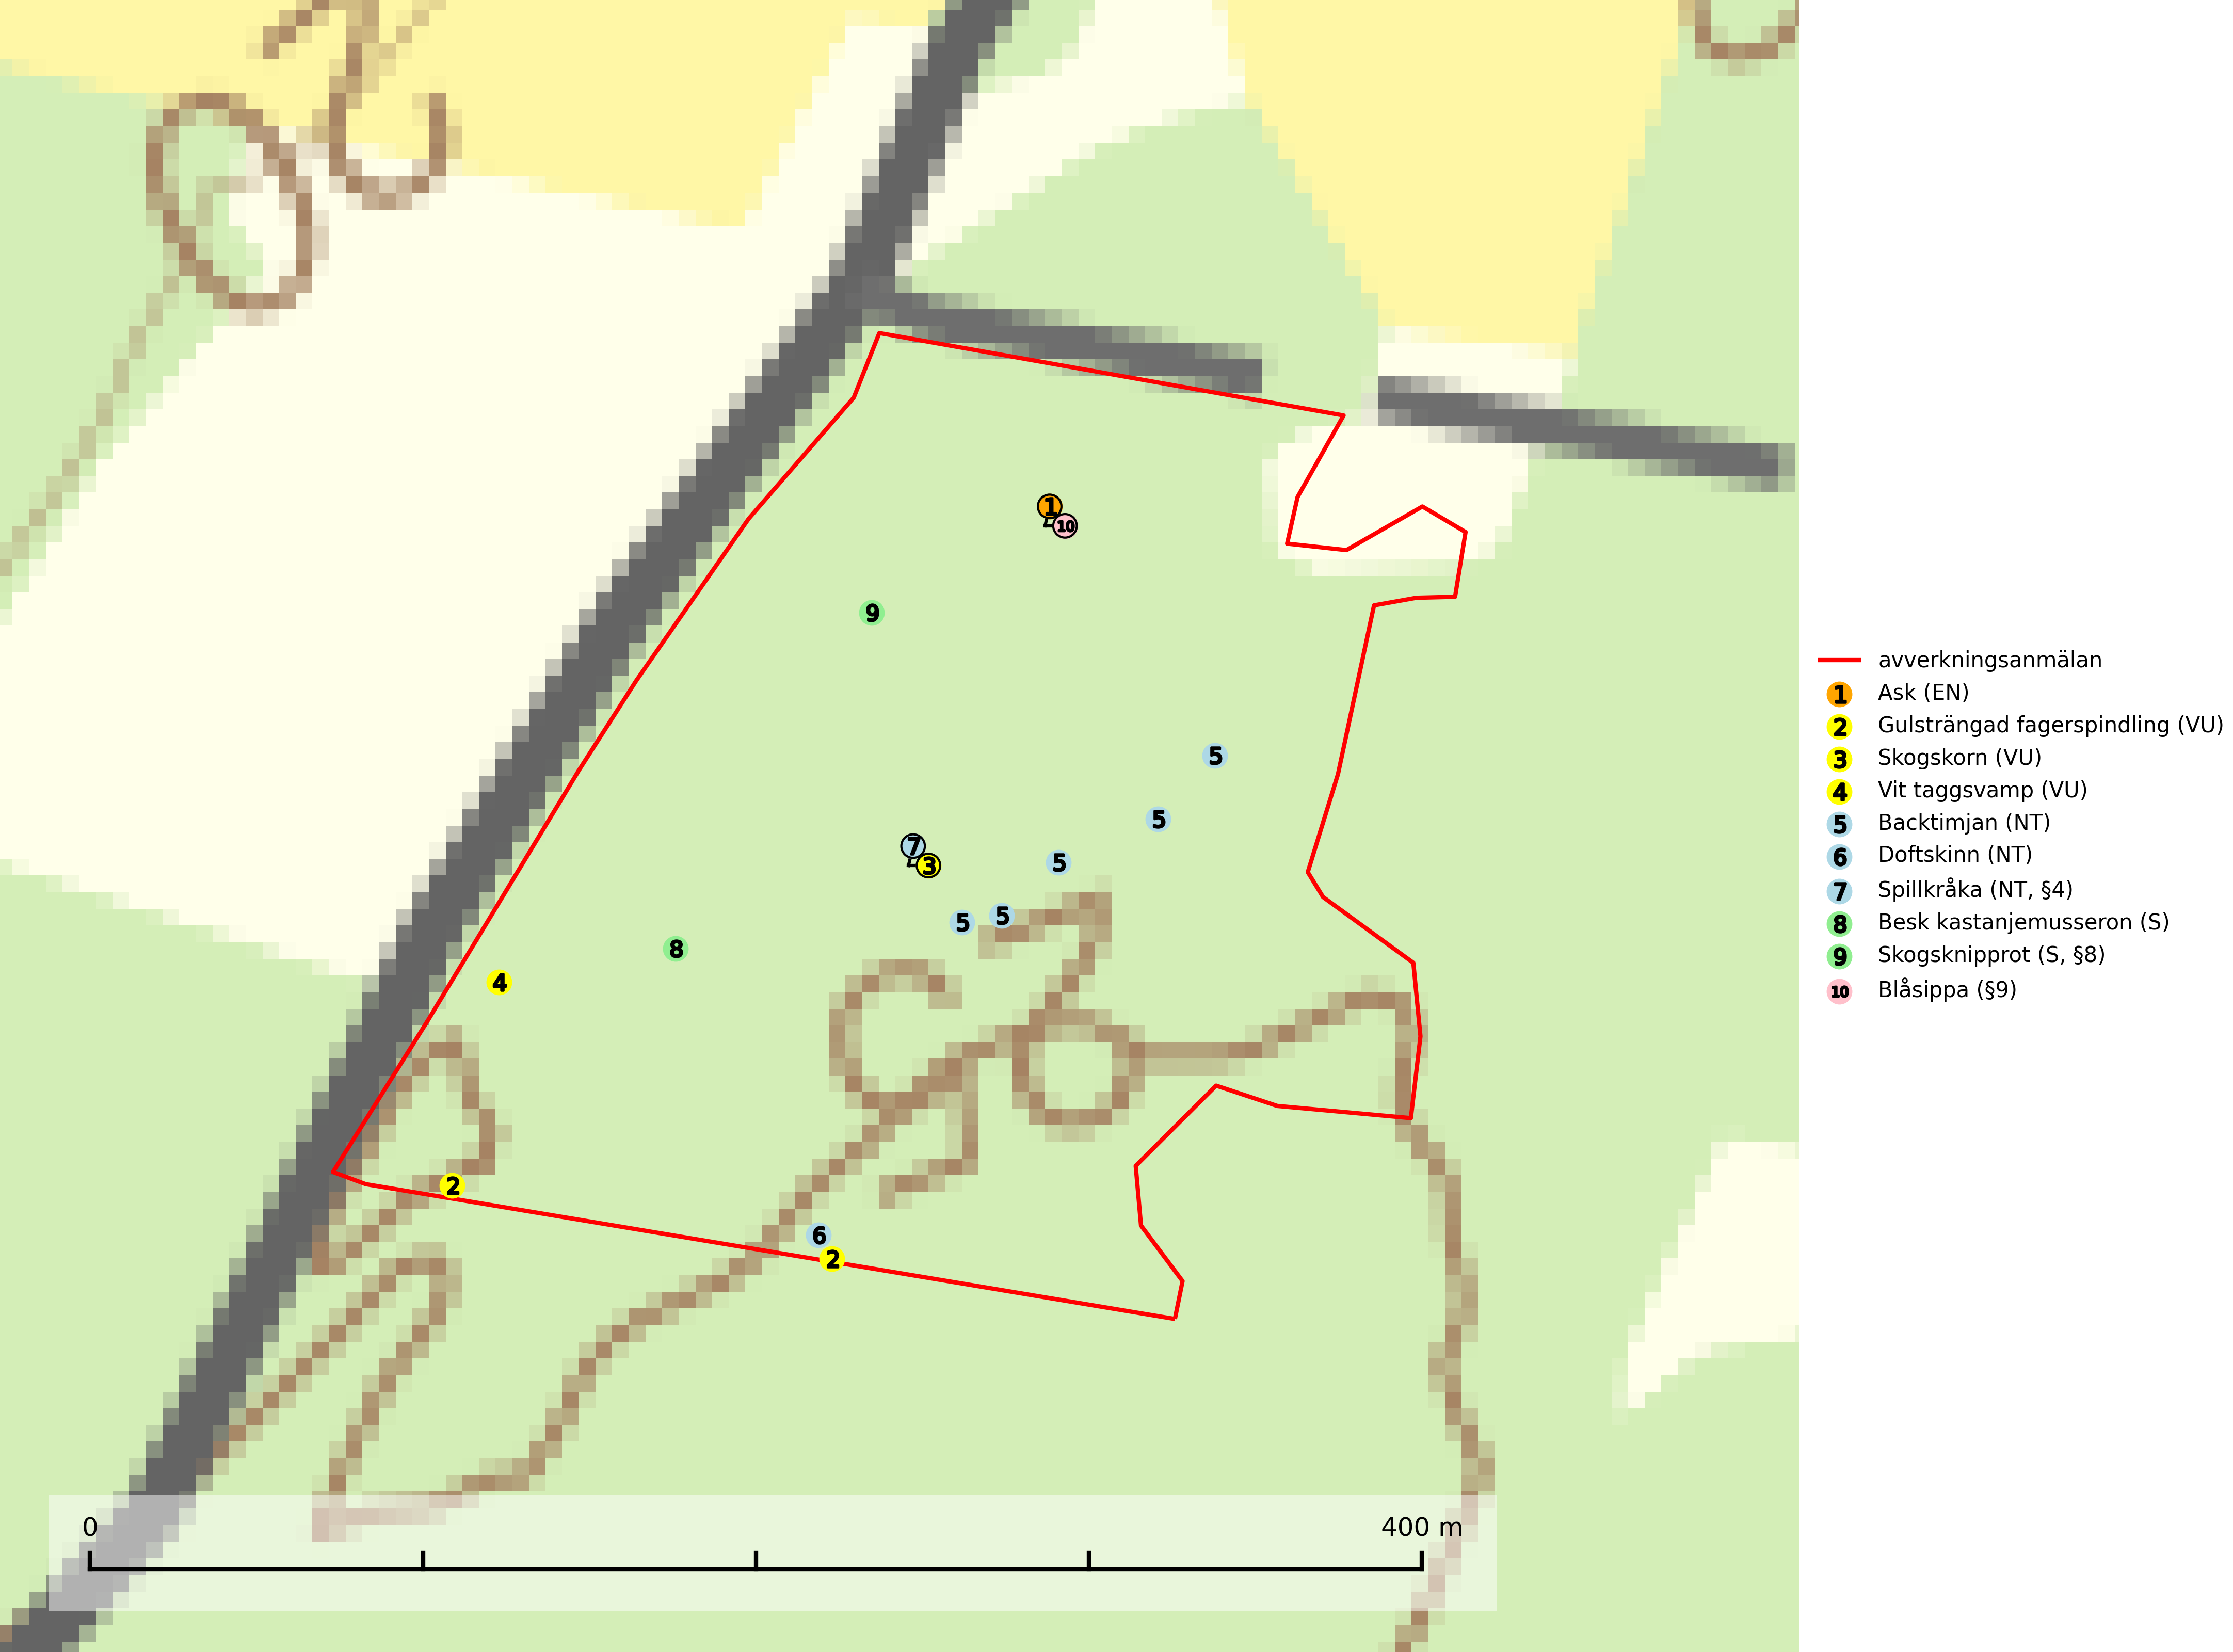 1
10
9
5
5
7
3
5
5
5
8
4
2
6
2
0
400 m
avverkningsanmälan
1 Ask (EN)
2 Gulsträngad fagerspindling (VU)
3 Skogskorn (VU)
4 Vit taggsvamp (VU)
5 Backtimjan (NT)
6 Doftskinn (NT)
7 Spillkråka (NT, §4)
8 Besk kastanjemusseron (S)
9 Skogsknipprot (S, §8)
10 Blåsippa (§9)